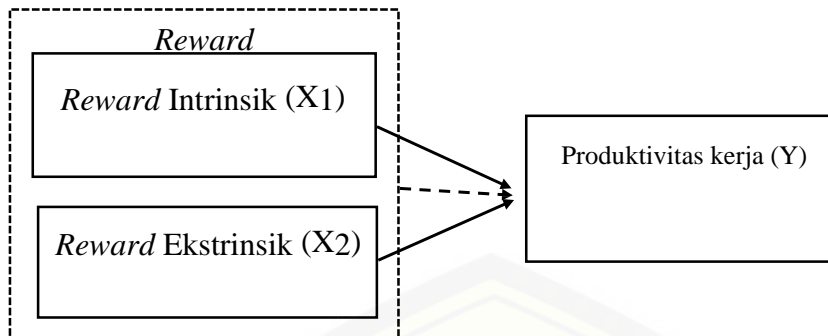 Reward
Reward Intrinsik (X1)
Produktivitas kerja (Y)
Reward Ekstrinsik (X2)